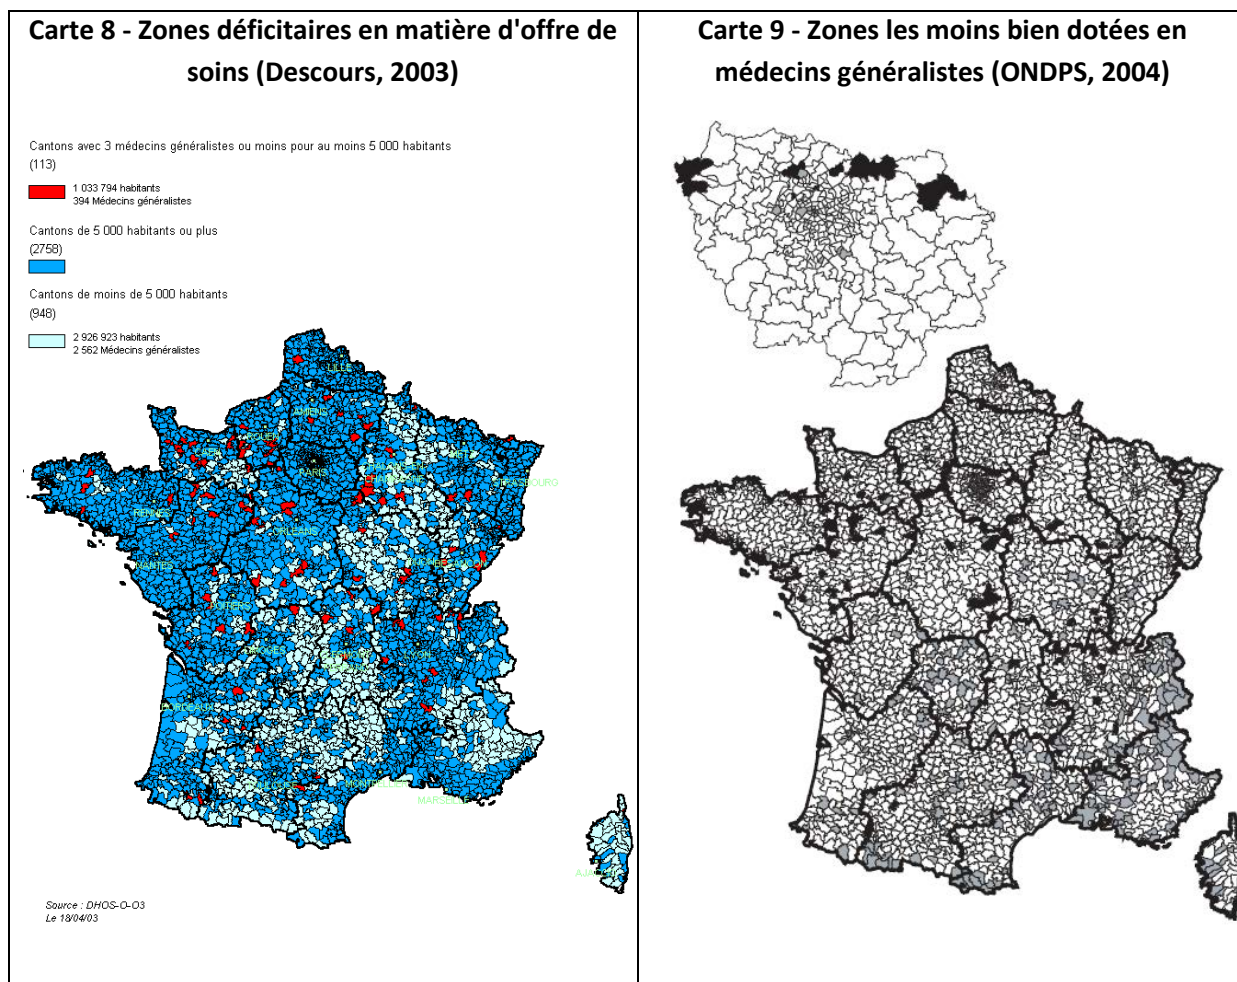 Carte 8 - Zones déficitaires en matière d'offre de
soins (Descours, 2003)
Cantons avec 3 médecins généralistes ou moins pour au moins 5 000 habitants
(113)
1 033 794 habitants
394 Médecins généralistes
Cantons de 5 000 habitants ou plus
(2758)
Cantons de moins de 5 000 habitants
(948)
2 926 923 habitants
2 562 Médecins généralistes
LILLE
AMIENS
ROUEN
CAEN
PARIS
METZ
STRASBOURG
RENNES
ORLEANS
NANTES
POITIERS
LYON
BORDEAUX
TOULOUSE
MONTPELLIER
MARSEILLE
Source : DHOS-O-O3
Le 18/04/03
Carte 9 - Zones les moins bien dotées en
médecins généralistes (ONDPS, 2004)